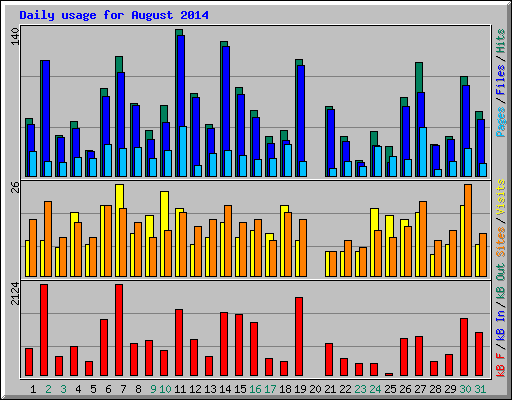 Daily usage for August 2014
140
Pages / Files / Hits
26
Sites / Visits
2124
kB F / kB In / kB Out
1 2 3 4 5 6 7 8 9 10 11 12 13 14 15 16 17 18 19 20 21 22 23 24 25 26 27 28 29 30 31